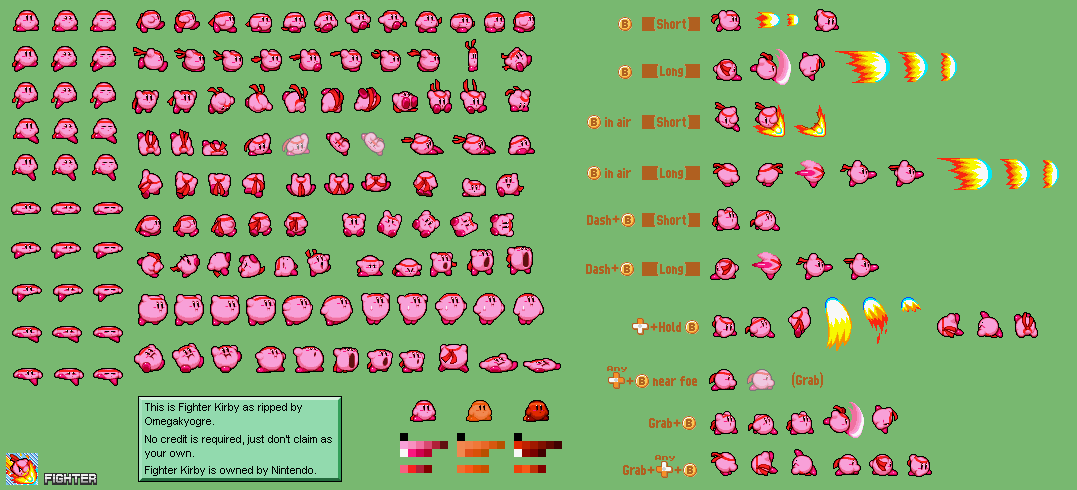 B Short
B Long
B in air Short
B in air Long
Dash+B Short
Dash+B Long
+Hold B
Any
+B near foe (Grab)
Grab+B
Any
Grab+ +B
This is Fighter Kirby as ripped by
Omegakyogre.
No credit is required, just don't claim as
your own.
Fighter Kirby is owned by Nintendo.
FIGHTER